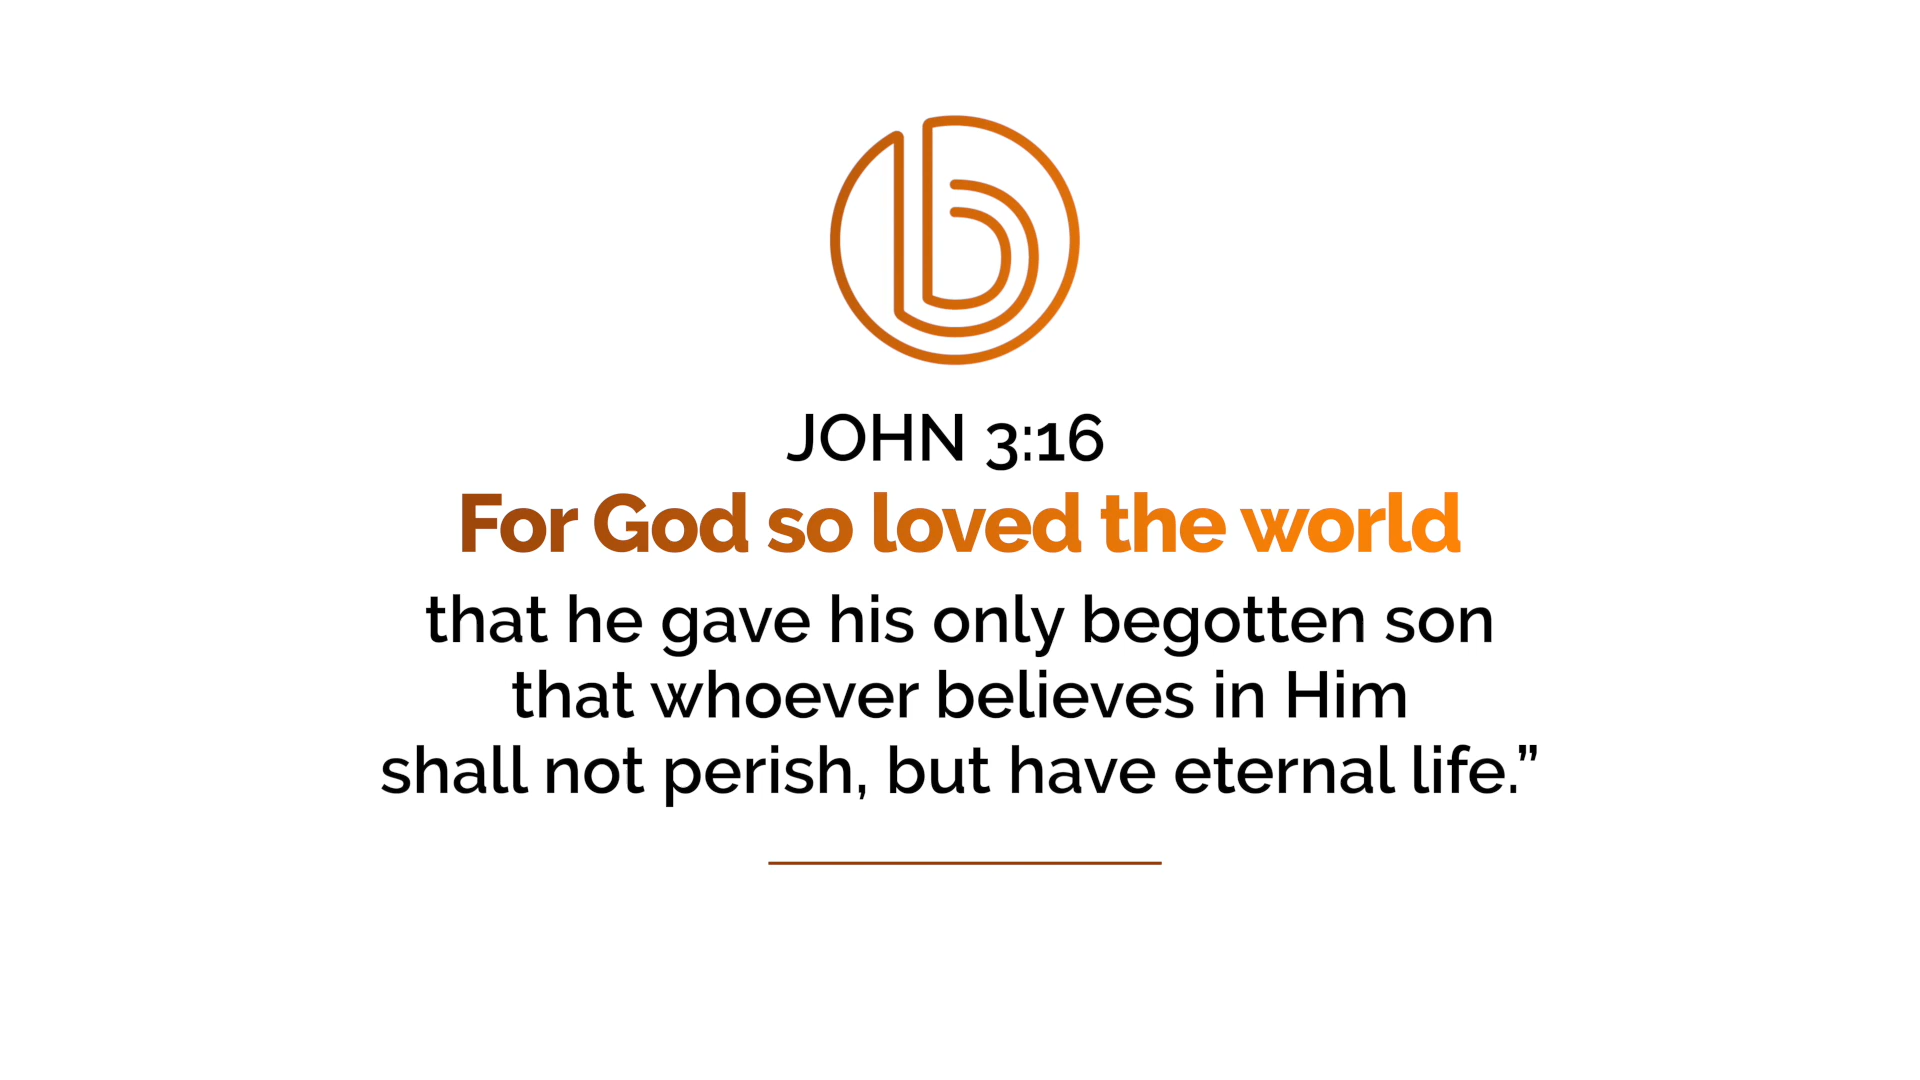 b
JOHN 3:16
For God so loved the world
that he gave his only begotten son
that whoever believes in Him
shall not perish, but have eternal life.”